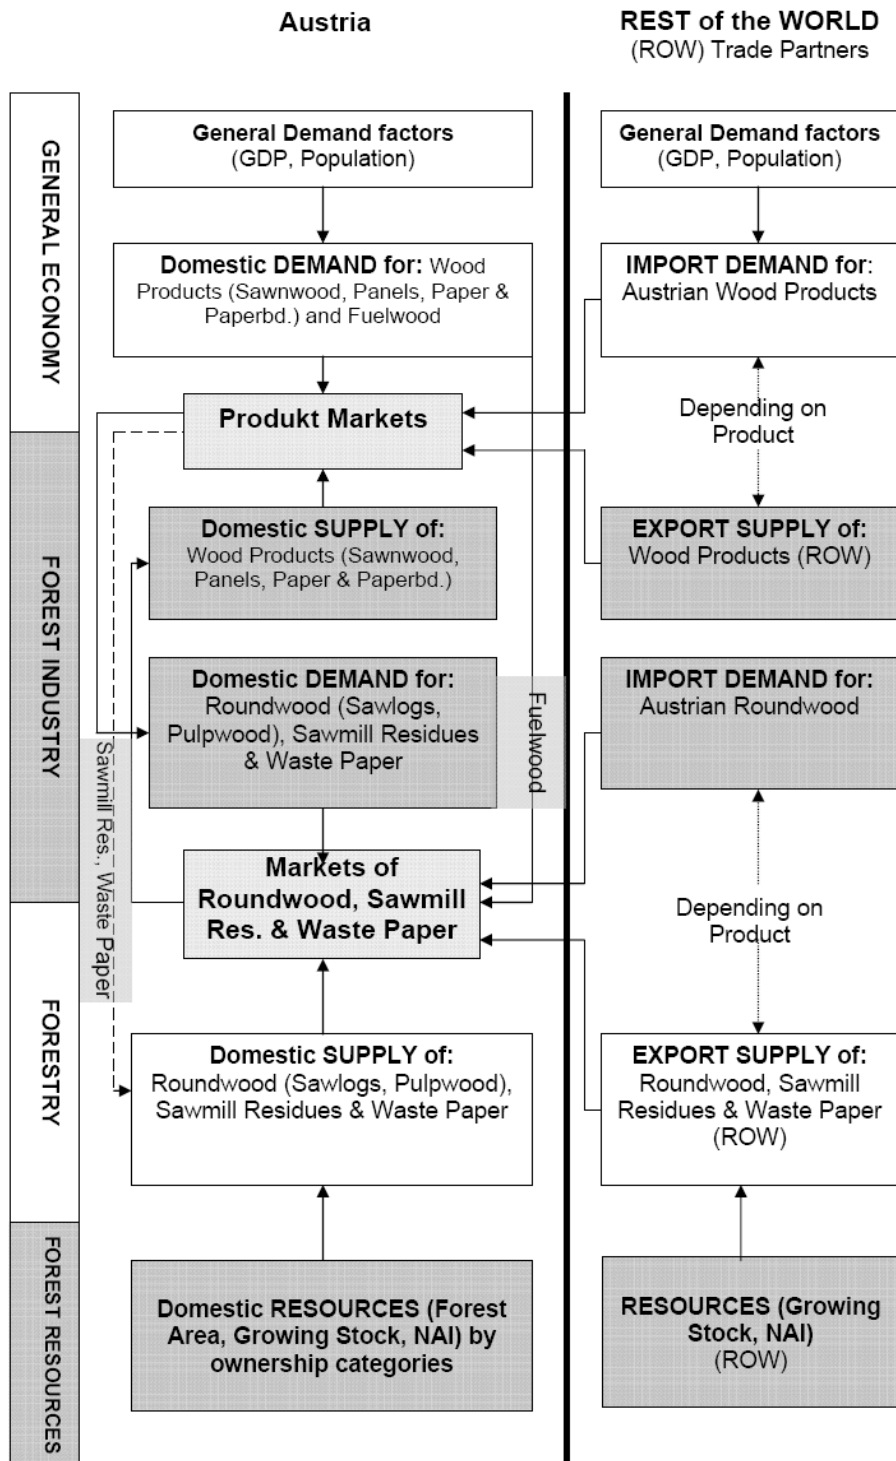 Austria
REST of the WORLD
(ROW) Trade Partners
GENERAL ECONOMY
General Demand factors
(GDP, Population)
General Demand factors
(GDP, Population)
Domestic DEMAND for: Wood
Products (Sawnwood, Panels, Paper &
Paperbd.) and Fuelwood
IMPORT DEMAND for:
Austrian Wood Products
Produkt Markets
Depending on
Product
FOREST INDUSTRY
Domestic SUPPLY of:
Wood Products (Sawnwood,
Panels, Paper & Paperbd.)
EXPORT SUPPLY of:
Wood Products (ROW)
Domestic DEMAND for:
Roundwood (Sawlogs,
Pulpwood), Sawmill Residues
& Waste Paper
Fuelwood
IMPORT DEMAND for:
Austrian Roundwood
Sawmill Res., Waste Paper
Markets of
Roundwood, Sawmill
Res. & Waste Paper
Depending on
Product
FORESTRY
Domestic SUPPLY of:
Roundwood (Sawlogs, Pulpwood),
Sawmill Residues & Waste Paper
EXPORT SUPPLY of:
Roundwood, Sawmill
Residues & Waste Paper
(ROW)
FOREST RESOURCES
Domestic RESOURCES (Forest
Area, Growing Stock, NAI) by
ownership categories
RESOURCES (Growing
Stock, NAI)
(ROW)